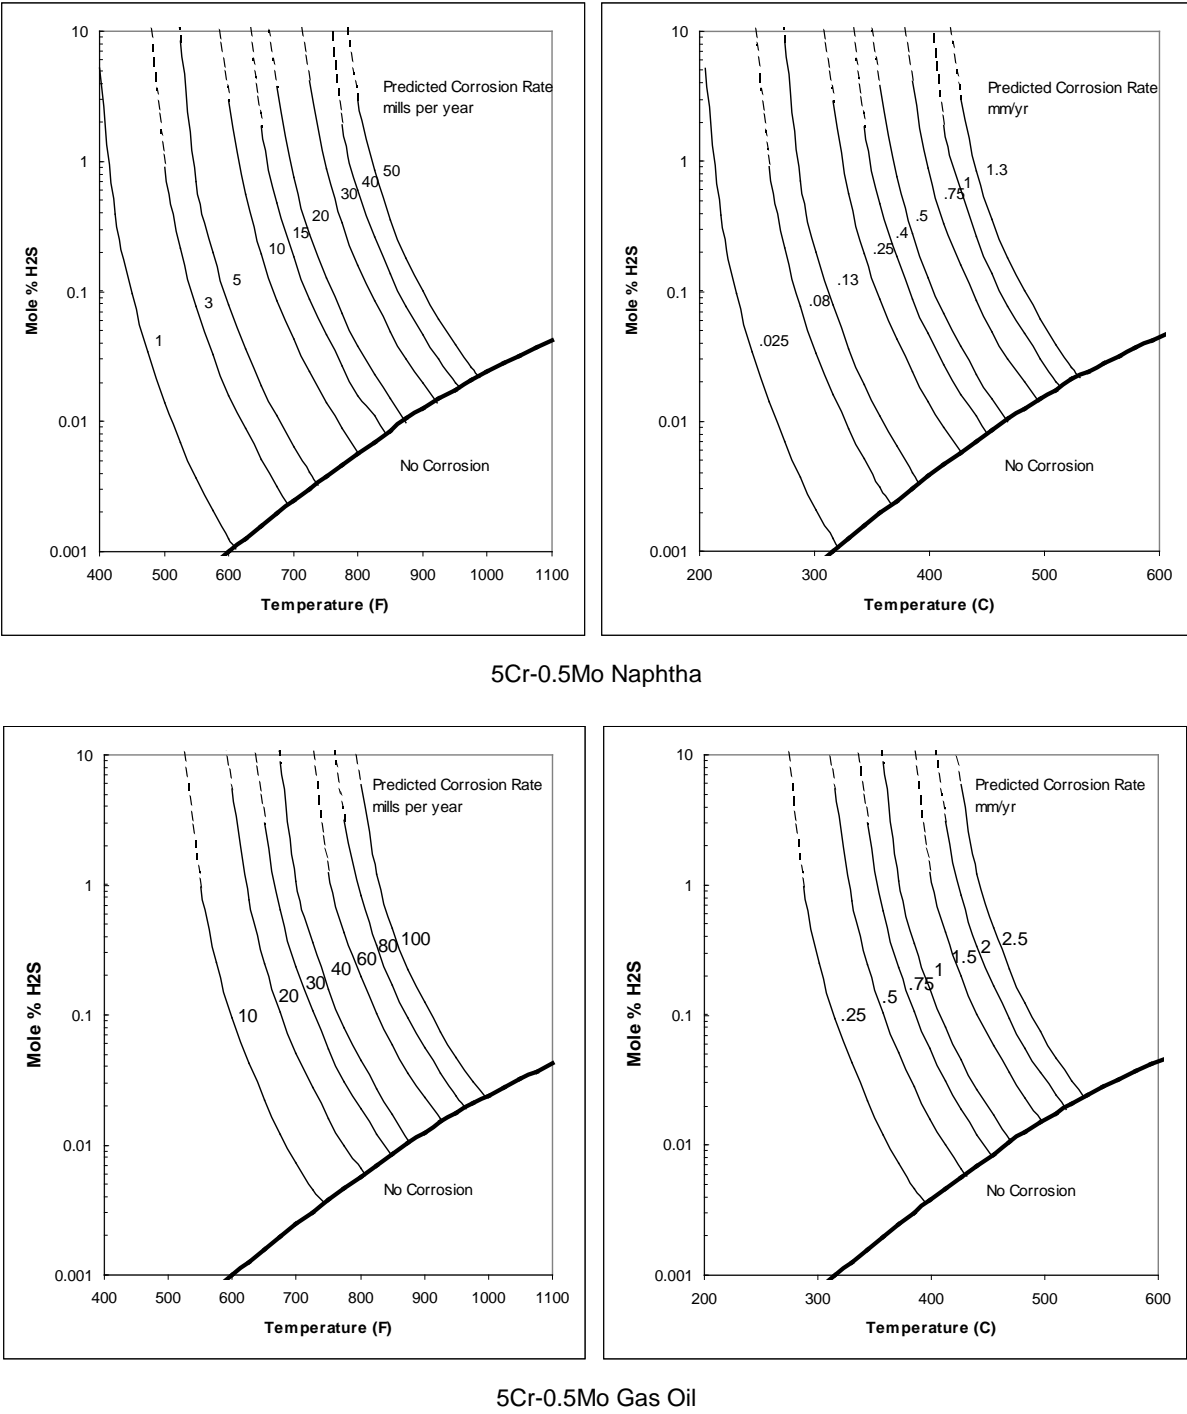 10
1
0.1
0.01
0.001
400 500 600 700 800 900 1000 1100
Mole % H2S
Temperature (F)
Predicted Corrosion Rate
mills per year
1
3
5
10
15
20
30
40
50
No Corrosion
10
1
0.1
0.01
0.001
200 300 400 500 600
Mole % H2S
Temperature (C)
Predicted Corrosion Rate
mm/yr
.025
.08
.13
.25
.4
.5
.75
1
1.3
No Corrosion
5Cr-0.5Mo Naphtha
10
1
0.1
0.01
0.001
400 500 600 700 800 900 1000 1100
Mole % H2S
Temperature (F)
Predicted Corrosion Rate
mills per year
10
20
30
40
60
80
100
No Corrosion
10
1
0.1
0.01
0.001
200 300 400 500 600
Mole % H2S
Temperature (C)
Predicted Corrosion Rate
mm/yr
.25
.5
.75
1
1.5
2
2.5
No Corrosion
5Cr-0.5Mo Gas Oil